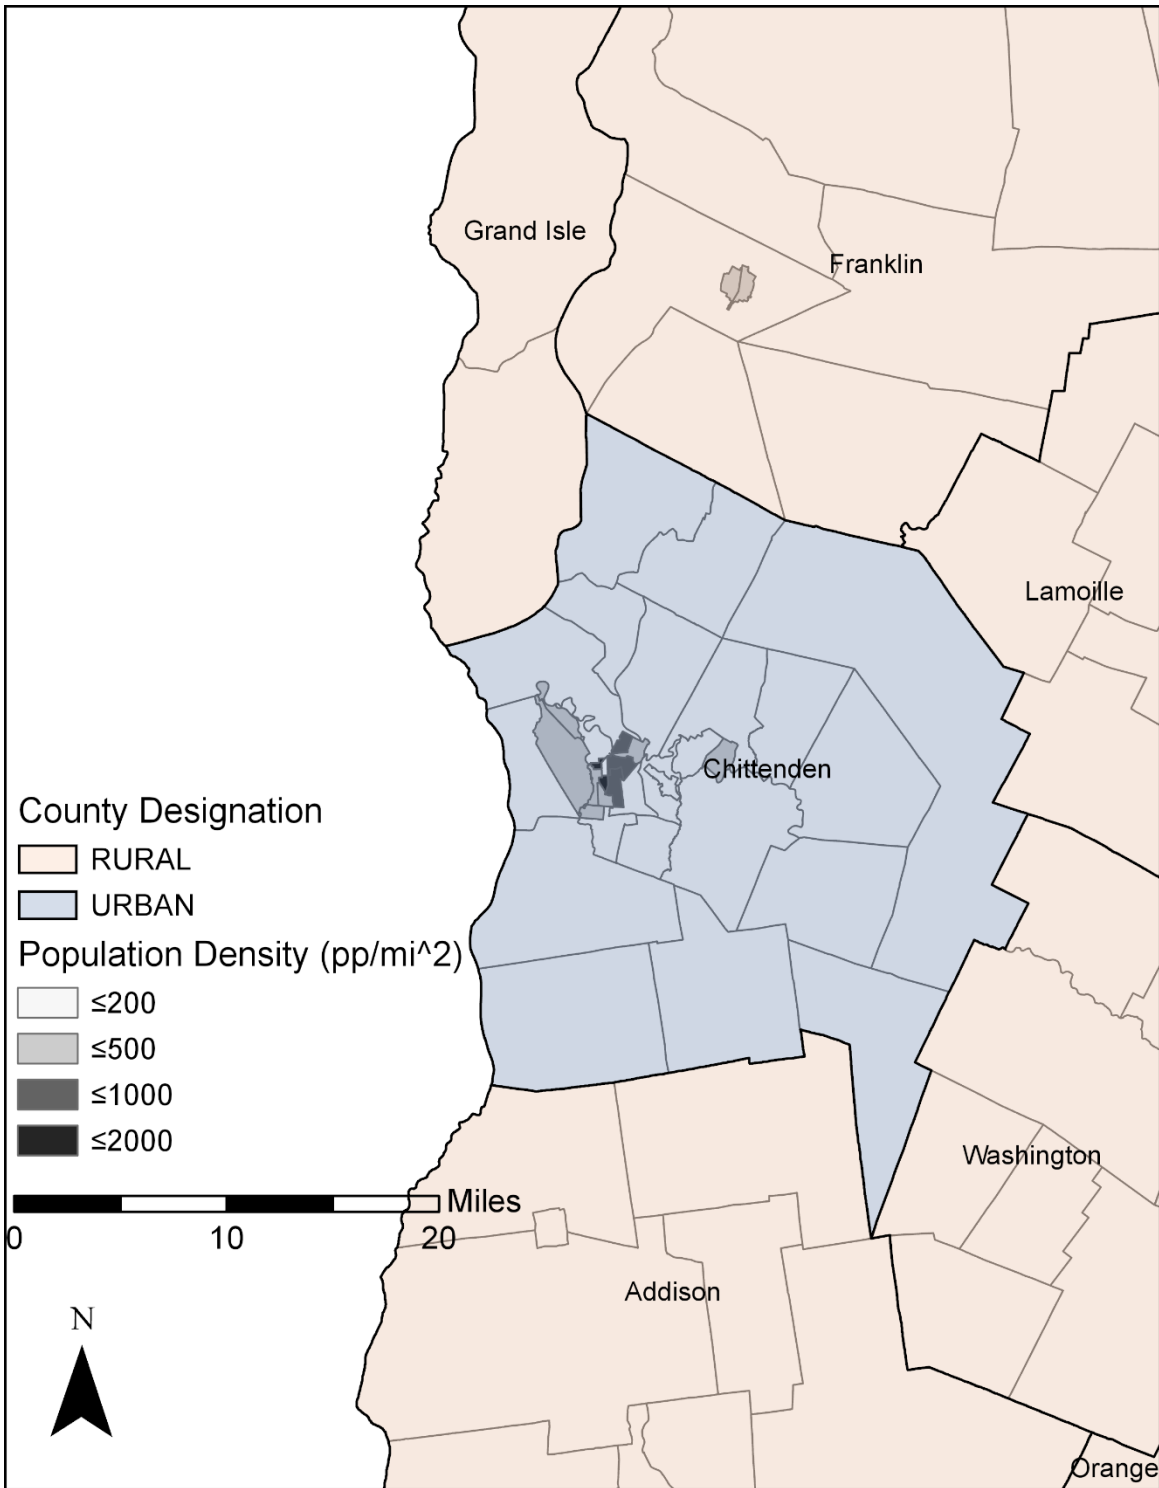 Grand Isle
Franklin
Lamoille
Chittenden
County Designation
RURAL
URBAN
Population Density (pp/mi^2)
≤200
≤500
≤1000
≤2000
Washington
Miles
0 10 20
Addison
N
Orange